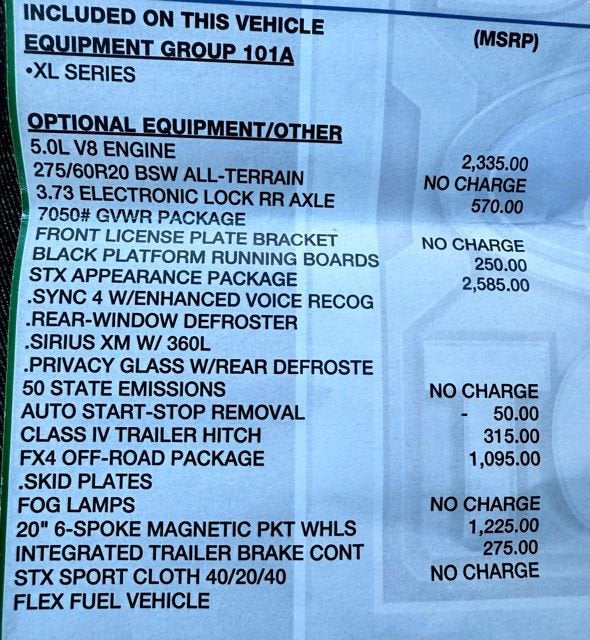 INCLUDED ON THIS VEHICLE (MSRP)
EQUIPMENT GROUP 101A
•XL SERIES
OPTIONAL EQUIPMENT/OTHER
5.0L V8 ENGINE 2,335.00
275/60R20 BSW ALL-TERRAIN NO CHARGE
3.73 ELECTRONIC LOCK RR AXLE 570.00
7050# GVWR PACKAGE
FRONT LICENSE PLATE BRACKET NO CHARGE
BLACK PLATFORM RUNNING BOARDS 250.00
STX APPEARANCE PACKAGE 2,585.00
.SYNC 4 W/ENHANCED VOICE RECOG
.REAR-WINDOW DEFROSTER
.SIRIUS XM W/ 360L
.PRIVACY GLASS W/REAR DEFROSTE
50 STATE EMISSIONS NO CHARGE
AUTO START-STOP REMOVAL - 50.00
CLASS IV TRAILER HITCH 315.00
FX4 OFF-ROAD PACKAGE 1,095.00
.SKID PLATES
FOG LAMPS NO CHARGE
20" 6-SPOKE MAGNETIC PKT WHLS 1,225.00
INTEGRATED TRAILER BRAKE CONT 275.00
STX SPORT CLOTH 40/20/40 NO CHARGE
FLEX FUEL VEHICLE